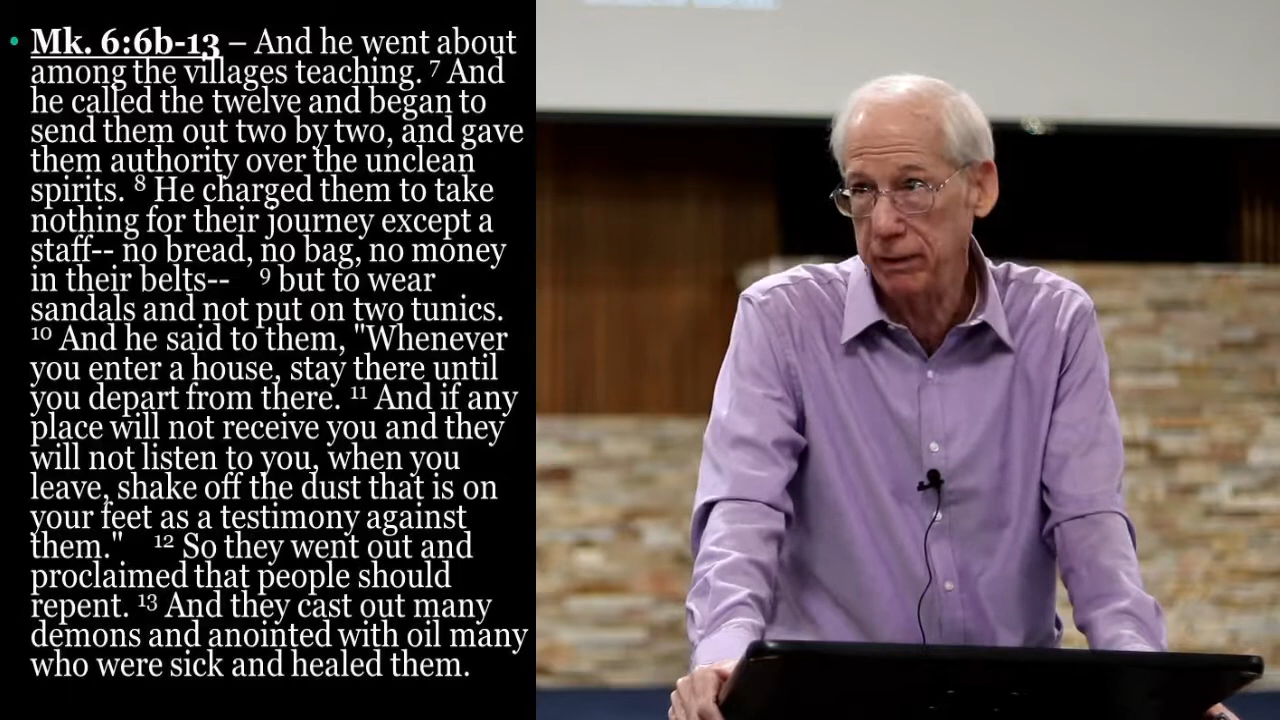 • Mk. 6:6b-13 – And he went about
among the villages teaching. 7 And
he called the twelve and began to
send them out two by two, and gave
them authority over the unclean
spirits. 8 He charged them to take
nothing for their journey except a
staff-- no bread, no bag, no money
in their belts-- 9 but to wear
sandals and not put on two tunics.
10 And he said to them, "Whenever
you enter a house, stay there until
you depart from there. 11 And if any
place will not receive you and they
will not listen to you, when you
leave, shake off the dust that is on
your feet as a testimony against
them." 12 So they went out and
proclaimed that people should
repent. 13 And they cast out many
demons and anointed with oil many
who were sick and healed them.